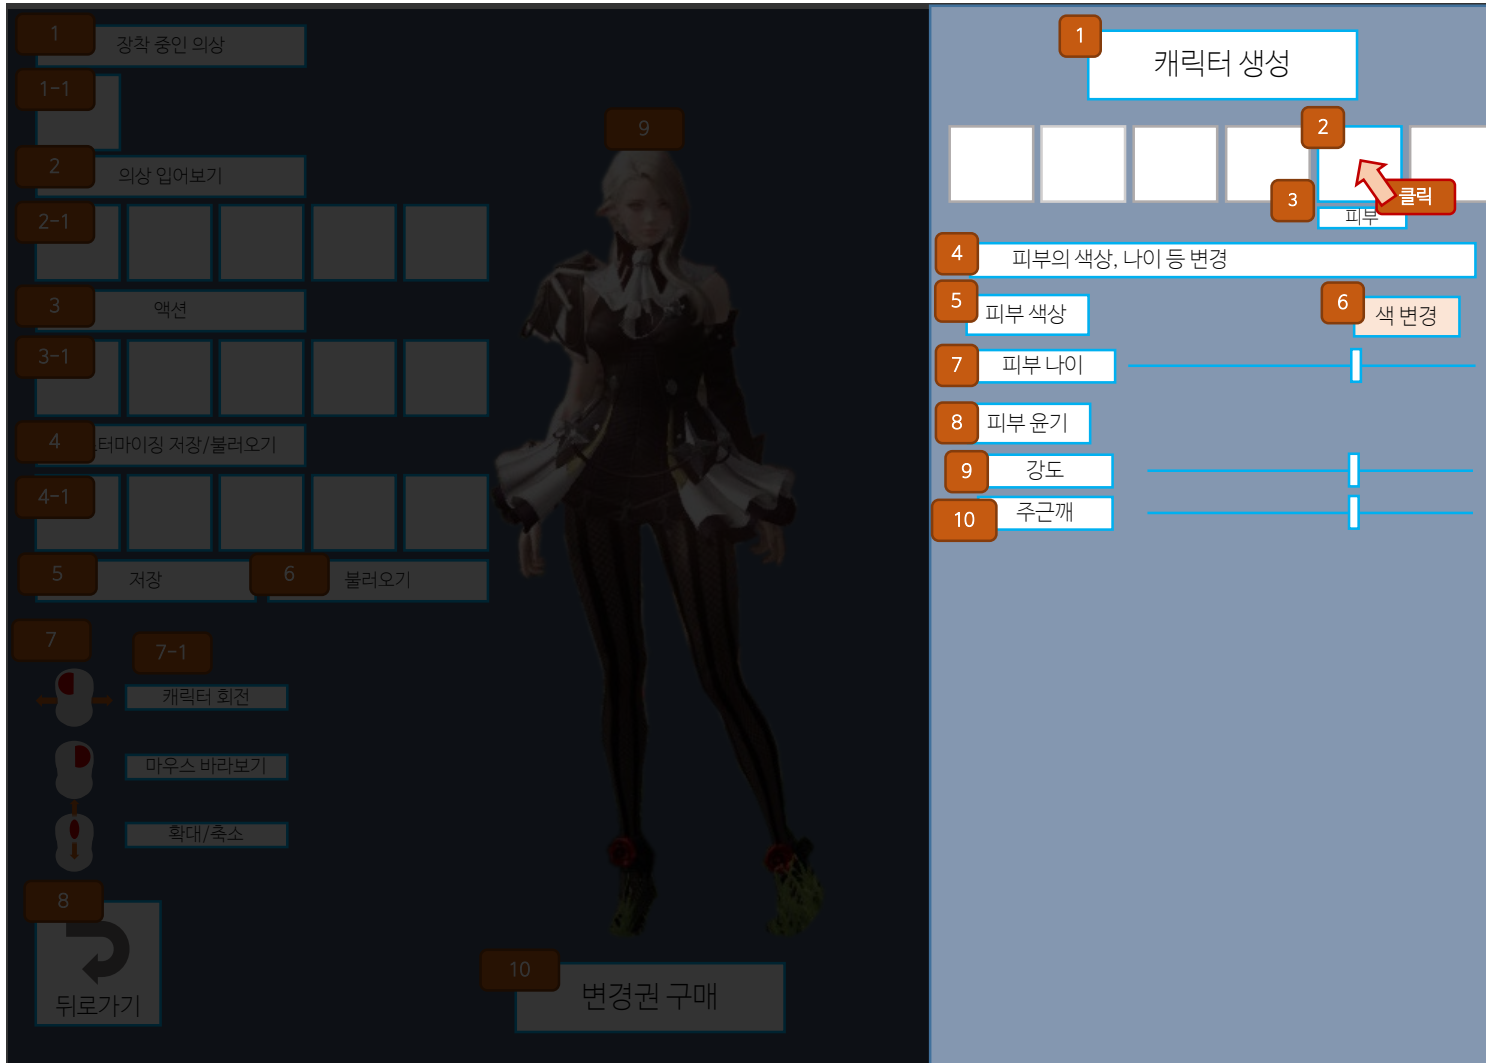 1
장착 중인 의상
1-1
2
의상 입어보기
2-1
3
액션
3-1
4
터마이징 저장/불러오기
4-1
5
저장
6
불러오기
7
7-1
캐릭터 회전
마우스 바라보기
확대/축소
8
뒤로가기
9
10
변경권 구매
1
캐릭터 생성
2
클릭
3
피부
4
피부의 색상, 나이 등 변경
5
피부 색상
6
색 변경
7
피부 나이
8
피부 윤기
9
강도
10
주근깨